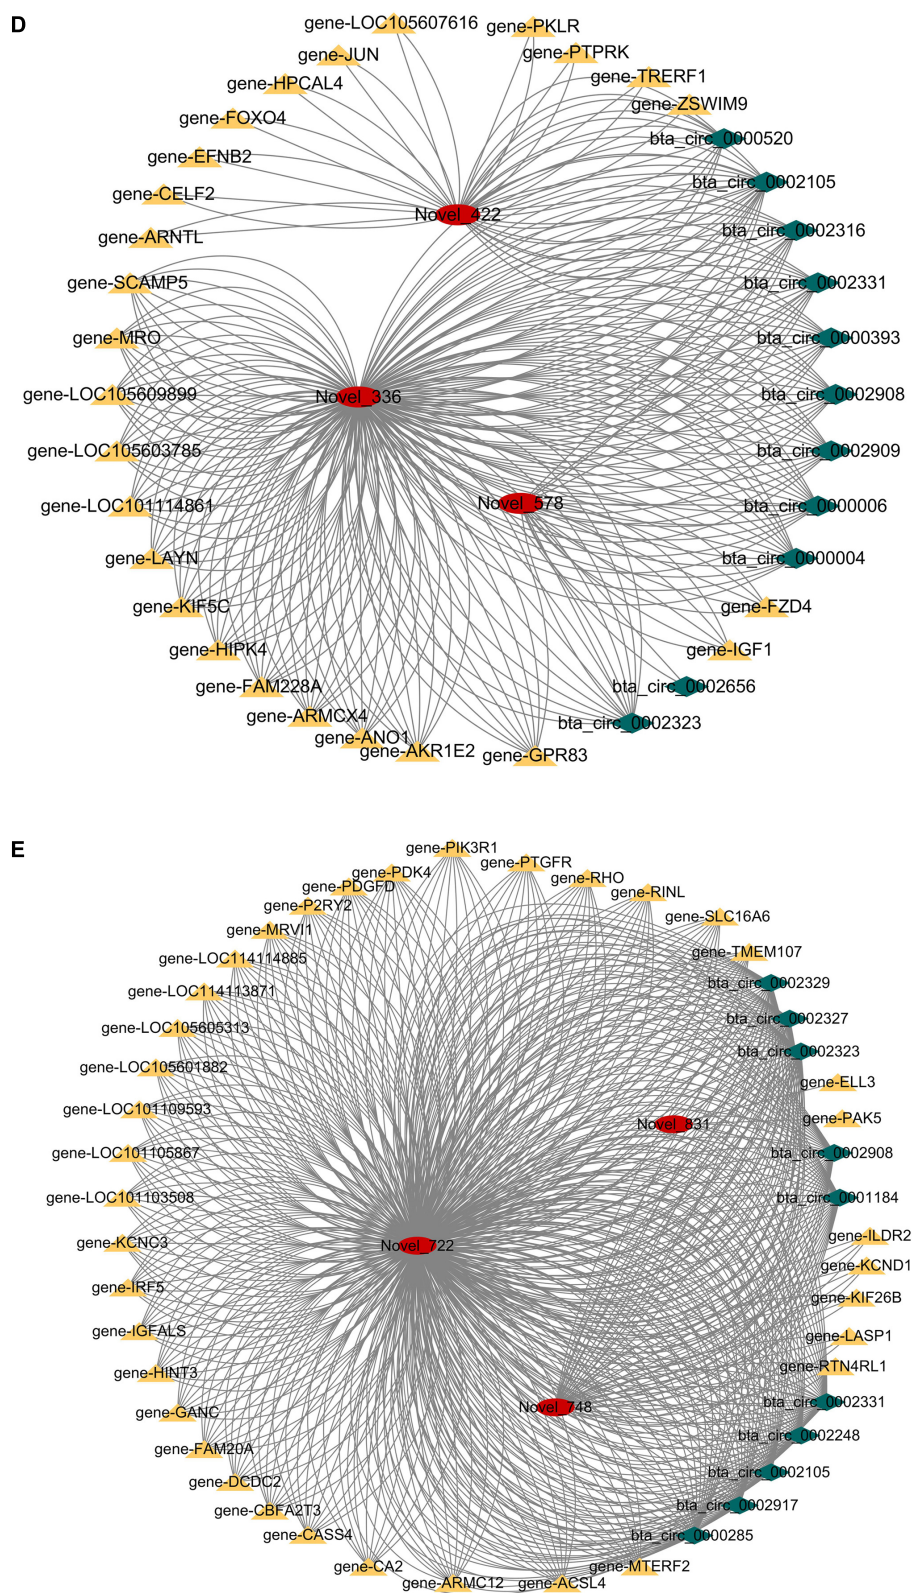 D
gene-LOC105607616
gene-PKLR
gene-JUN
gene-PTPRK
gene-HPCAL4
gene-TRERF1
gene-ZSWIM9
gene-FOXO4
bta_circ_0000520
gene-EFNB2
bta_circ_0002105
gene-CELF2
Novel_422
bta_circ_0002316
gene-ARNTL
gene-SCAMP5
bta_circ_0002331
gene-MRO
bta_circ_0000393
gene-LOC105609899
Novel_336
bta_circ_0002908
gene-LOC105603785
bta_circ_0002909
gene-LOC101114861
Novel_578
bta_circ_0000006
gene-LAYN
bta_circ_0000004
gene-KIF5C
gene-FZD4
gene-HIPK4
gene-IGF1
gene-FAM228A
bta_circ_0002656
gene-ARMCX4
bta_circ_0002323
gene-ANO1
gene-AKR1E2
gene-GPR83
E
gene-PIK3R1
gene-PTGFR
gene-PDK4
gene-RHO
gene-PDGFD
gene-RINL
gene-P2RY2
gene-SLC16A6
gene-MRVI1
gene-TMEM107
gene-LOC114114885
bta_circ_0002329
gene-LOC114113871
bta_circ_0002327
gene-LOC105605313
bta_circ_0002323
gene-LOC105601882
gene-ELL3
gene-LOC101109593
gene-PAK5
Novel_831
gene-LOC101105867
bta_circ_0002908
gene-LOC101103508
bta_circ_0001184
gene-ILDR2
gene-KCNC3
Novel_722
gene-KCND1
gene-IRF5
gene-KIF26B
gene-IGFALS
gene-LASP1
gene-HINT3
gene-RTN4RL1
bta_circ_0002331
gene-GANC
Novel_748
bta_circ_0002248
gene-FAM20A
bta_circ_0002105
gene-DCDC2
bta_circ_0002917
gene-CBFA2T3
gene-CASS4
bta_circ_0000285
gene-CA2
gene-MTERF2
gene-ARMC12
gene-ACSL4